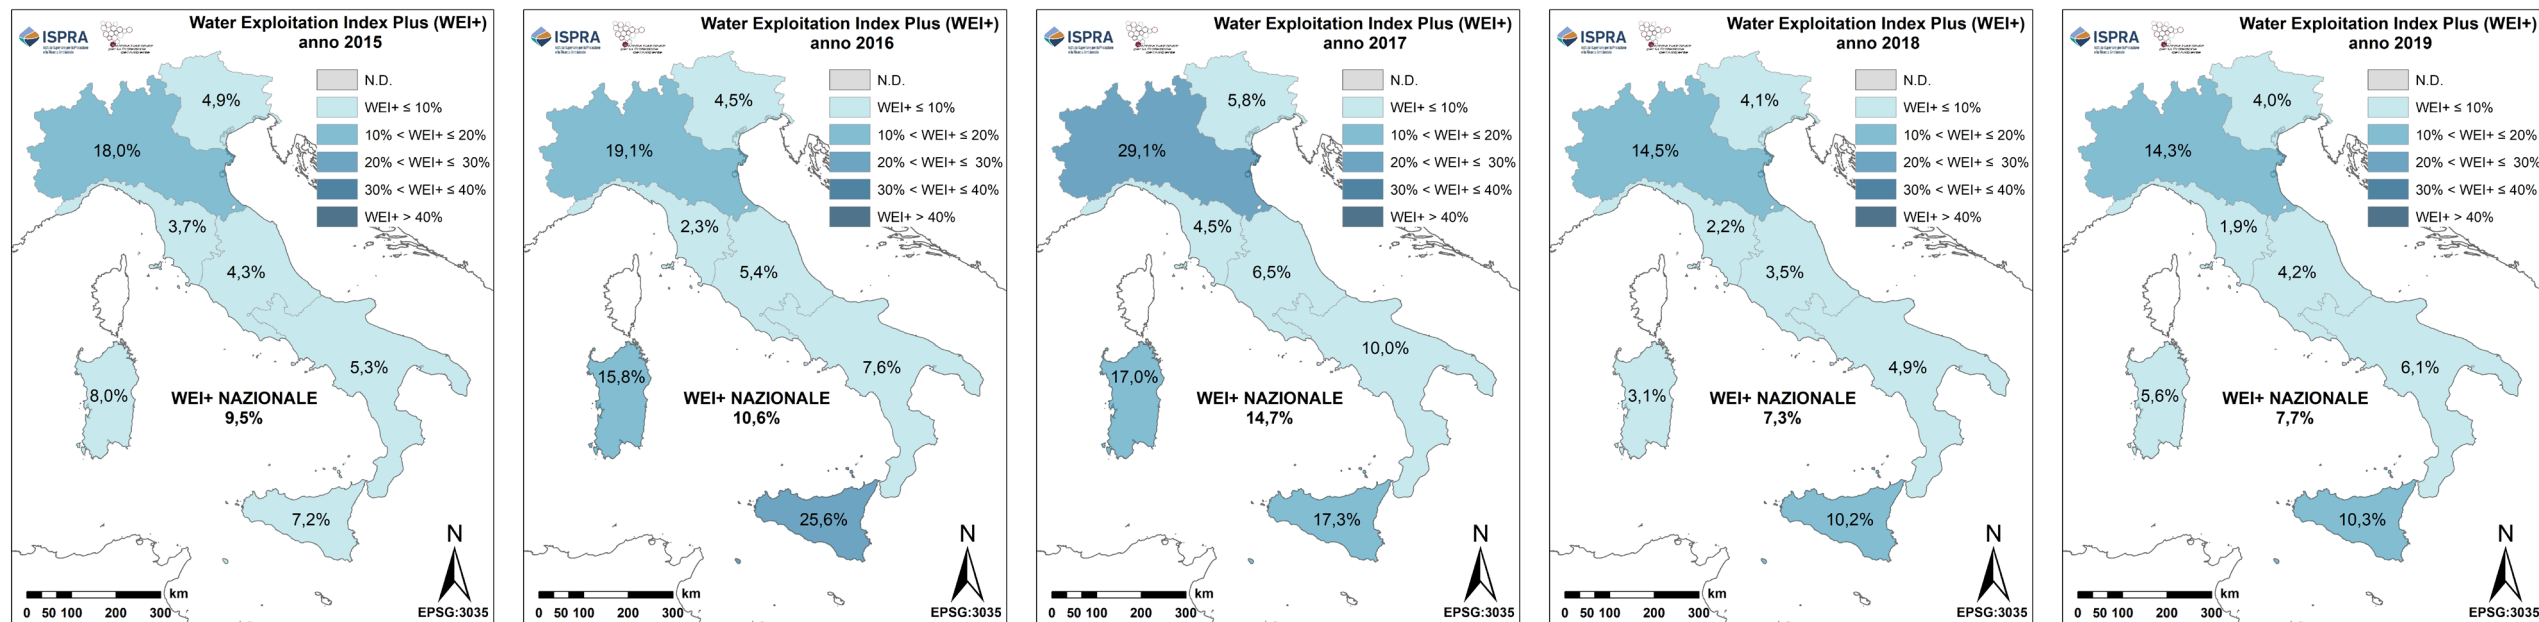 Water Exploitation Index Plus (WEI+)
anno 2015
ISPRA
N.D.
WEI+ ≤ 10%
10% < WEI+ ≤ 20%
20% < WEI+ ≤ 30%
30% < WEI+ ≤ 40%
WEI+ > 40%
4,9%
18,0%
3,7%
4,3%
5,3%
8,0%
WEI+ NAZIONALE
9,5%
7,2%
N
km
0 50 100 200 300
EPSG:3035
Water Exploitation Index Plus (WEI+)
anno 2016
ISPRA
N.D.
WEI+ ≤ 10%
10% < WEI+ ≤ 20%
20% < WEI+ ≤ 30%
30% < WEI+ ≤ 40%
WEI+ > 40%
4,5%
19,1%
2,3%
5,4%
7,6%
15,8%
WEI+ NAZIONALE
10,6%
25,6%
N
km
0 50 100 200 300
EPSG:3035
Water Exploitation Index Plus (WEI+)
anno 2017
ISPRA
N.D.
WEI+ ≤ 10%
10% < WEI+ ≤ 20%
20% < WEI+ ≤ 30%
30% < WEI+ ≤ 40%
WEI+ > 40%
5,8%
29,1%
4,5%
6,5%
10,0%
17,0%
WEI+ NAZIONALE
14,7%
17,3%
N
km
0 50 100 200 300
EPSG:3035
Water Exploitation Index Plus (WEI+)
anno 2018
ISPRA
N.D.
WEI+ ≤ 10%
10% < WEI+ ≤ 20%
20% < WEI+ ≤ 30%
30% < WEI+ ≤ 40%
WEI+ > 40%
4,1%
14,5%
2,2%
3,5%
4,9%
3,1%
WEI+ NAZIONALE
7,3%
10,2%
N
km
0 50 100 200 300
EPSG:3035
Water Exploitation Index Plus (WEI+)
anno 2019
ISPRA
N.D.
WEI+ ≤ 10%
10% < WEI+ ≤ 20%
20% < WEI+ ≤ 30%
30% < WEI+ ≤ 40%
WEI+ > 40%
4,0%
14,3%
1,9%
4,2%
6,1%
5,6%
WEI+ NAZIONALE
7,7%
10,3%
N
km
0 50 100 200 300
EPSG:3035